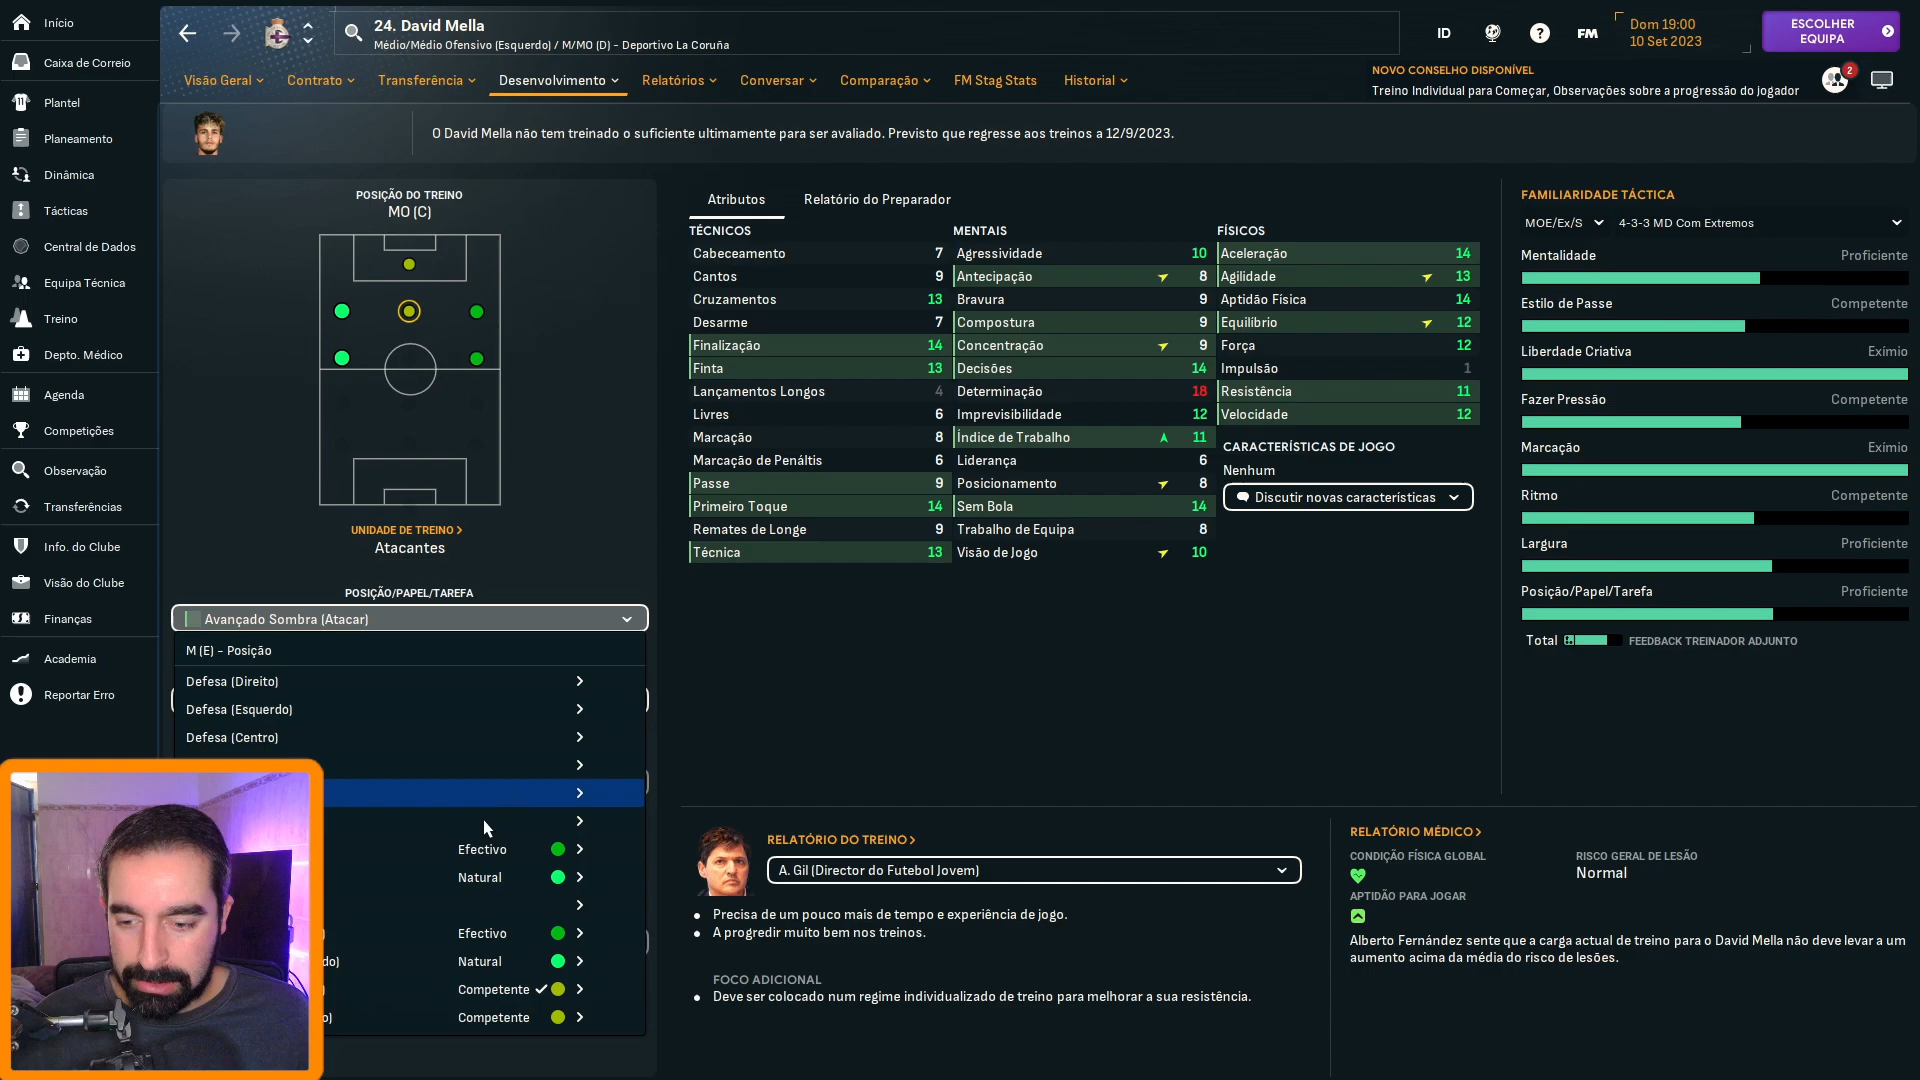 Início
Caixa de Correio
Plantel
Planeamento
Dinâmica
Tácticas
Central de Dados
Equipa Técnica
Treino
Depto. Médico
Agenda
Competições
Observação
Transferências
Info. do Clube
Visão do Clube
Finanças
Academia
Reportar Erro
24. David Mella
Médio/Médio Ofensivo (Esquerdo) / M/MO (D) - Deportivo La Coruña
ID
FM
Dom 19:00
10 Set 2023
ESCOLHER
EQUIPA
Visão Geral
Contrato
Transferência
Desenvolvimento
Relatórios
Conversar
Comparação
FM Stag Stats
Historial
NOVO CONSELHO DISPONÍVEL
Treino Individual para Começar, Observações sobre a progressão do jogador
2
O David Mella não tem treinado o suficiente ultimamente para ser avaliado. Previsto que regresse aos treinos a 12/9/2023.
POSIÇÃO DO TREINO
MO (C)
UNIDADE DE TREINO
Atacantes
POSIÇÃO/PAPEL/TAREFA
Avançado Sombra (Atacar)
M (E) - Posição
Defesa (Direito)
Defesa (Esquerdo)
Defesa (Centro)
Efectivo
Natural
Efectivo
do) Natural
Competente
o) Competente
Atributos
Relatório do Preparador
TÉCNICOS
Cabeceamento 7
Cantos 9
Cruzamentos 13
Desarme 7
Finalização 14
Finta 13
Lançamentos Longos 4
Livres 6
Marcação 8
Marcação de Penáltis 6
Passe 9
Primeiro Toque 14
Remates de Longe 9
Técnica 13
MENTAIS
Agressividade 10
Antecipação 8
Bravura 9
Compostura 9
Concentração 9
Decisões 14
Determinação 18
Imprevisibilidade 12
Índice de Trabalho 11
Liderança 6
Posicionamento 8
Sem Bola 14
Trabalho de Equipa 8
Visão de Jogo 10
FÍSICOS
Aceleração 14
Agilidade 13
Aptidão Física 14
Equilíbrio 12
Força 12
Impulsão 1
Resistência 11
Velocidade 12
CARACTERÍSTICAS DE JOGO
Nenhum
Discutir novas características
FAMILIARIDADE TÁCTICA
MOE/Ex/S
4-3-3 MD Com Extremos
Mentalidade Proficiente
Estilo de Passe Competente
Liberdade Criativa Exímio
Fazer Pressão Competente
Marcação Exímio
Ritmo Competente
Largura Proficiente
Posição/Papel/Tarefa Proficiente
Total
FEEDBACK TREINADOR ADJUNTO
RELATÓRIO DO TREINO
A. Gil (Director do Futebol Jovem)
Precisa de um pouco mais de tempo e experiência de jogo.
A progredir muito bem nos treinos.
FOCO ADICIONAL
Deve ser colocado num regime individualizado de treino para melhorar a sua resistência.
RELATÓRIO MÉDICO
CONDIÇÃO FÍSICA GLOBAL
RISCO GERAL DE LESÃO
Normal
APTIDÃO PARA JOGAR
Alberto Fernández sente que a carga actual de treino para o David Mella não deve levar a um
aumento acima da média do risco de lesões.